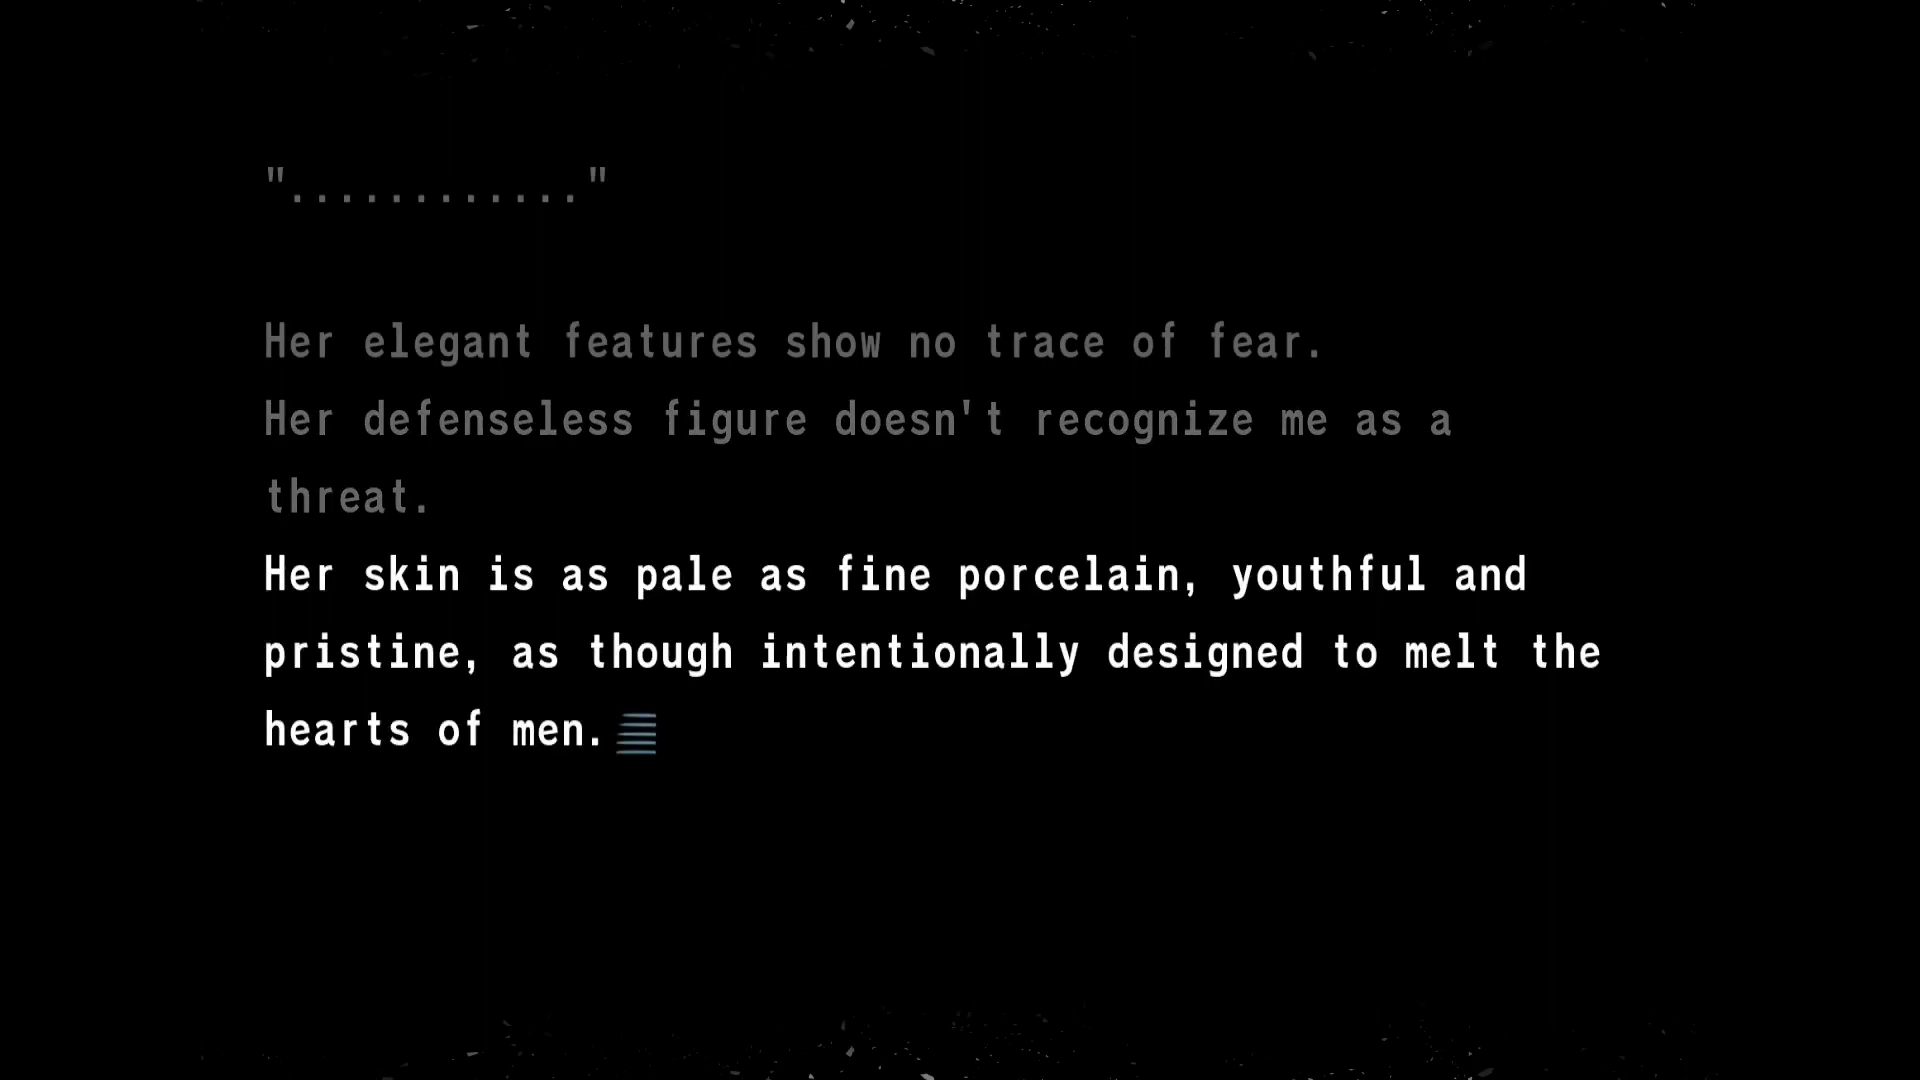 "............"
Her elegant features show no trace of fear.
Her defenseless figure doesn't recognize me as a
threat.
Her skin is as pale as fine porcelain, youthful and
pristine, as though intentionally designed to melt the
hearts of men.